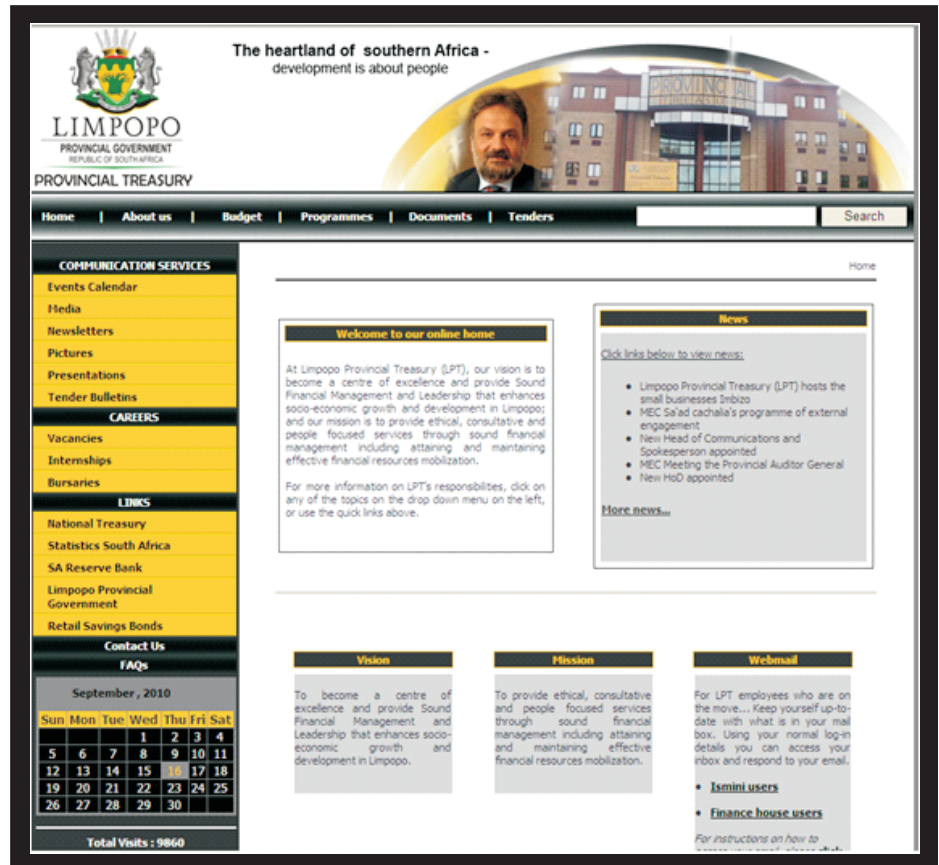 The heartland of southern Africa -
development is about people
LIMPOPO
PROVINCIAL GOVERNMENT
REPUBLIC OF SOUTH AFRICA
PROVINCIAL TREASURY
PROVINCIAL
TREASURY
Home | About us | Budget | Programmes | Documents | Tenders
Search
COMMUNICATION SERVICES
Events Calendar
Media
Newsletters
Pictures
Presentations
Tender Bulletins
CAREERS
Vacancies
Internships
Bursaries
LINKS
National Treasury
Statistics South Africa
SA Reserve Bank
Limpopo Provincial
Government
Retail Savings Bonds
Contact Us
FAQs
September , 2010
Sun Mon Tue Wed Thu Fri Sat
1 2 3 4
5 6 7 8 9 10 11
12 13 14 15 16 17 18
19 20 21 22 23 24 25
26 27 28 29 30
Total Visits : 9860
Home
Welcome to our online home
At Limpopo Provincial Treasury (LPT), our vision is to
become a centre of excellence and provide Sound
Financial Management and Leadership that enhances
socio-economic growth and development in Limpopo;
and our mission is to provide ethical, consultative and
people focused services through sound financial
management including attaining and maintaining
effective financial resources mobilization.
For more information on LPT's responsibilities, click on
any of the topics on the drop down menu on the left,
or use the quick links above.
News
Click links below to view news:
• Limpopo Provincial Treasury (LPT) hosts the
small businesses Imbizo
• MEC Sa'ad cachalia's programme of external
engagement
• New Head of Communications and
Spokesperson appointed
• MEC Meeting the Provincial Auditor General
• New HoD appointed
More news...
Vision
To become a centre of
excellence and provide Sound
Financial Management and
Leadership that enhances socio-
economic growth and
development in Limpopo.
Mission
To provide ethical, consultative
and people focused services
through sound financial
management including attaining
and maintaining effective
financial resources mobilization.
Webmail
For LPT employees who are on
the move... Keep yourself up-to-
date with what is in your mail
box. Using your normal log-in
details you can access your
inbox and respond to your email.
• Ismini users
• Finance house users
For instructions on how to